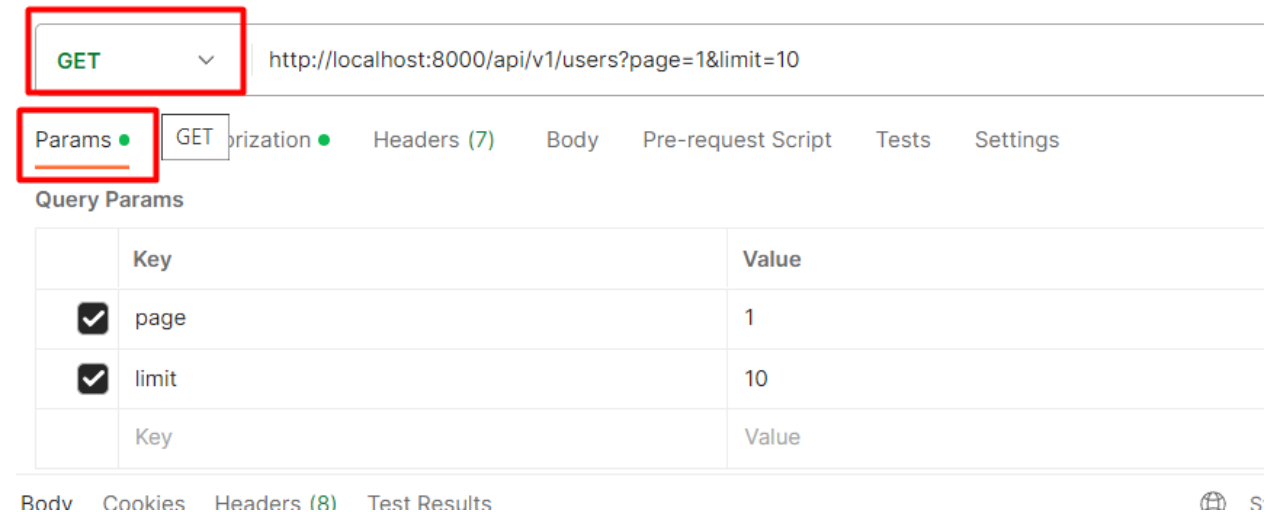 GET http://localhost:8000/api/v1/users?page=1&limit=10
Params GET rization Headers (7) Body Pre-request Script Tests Settings
Query Params
Key Value
page 1
limit 10
Key Value
Body Cookies Headers (8) Test Results